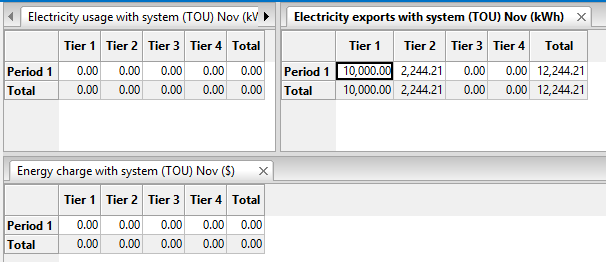 Electricity usage with system (TOU) Nov (kV
Tier 1 Tier 2 Tier 3 Tier 4 Total
Period 1 0.00 0.00 0.00 0.00 0.00
Total 0.00 0.00 0.00 0.00 0.00
Electricity exports with system (TOU) Nov (kWh)
Tier 1 Tier 2 Tier 3 Tier 4 Total
Period 1 10,000.00 2,244.21 0.00 0.00 12,244.21
Total 10,000.00 2,244.21 0.00 0.00 12,244.21
Energy charge with system (TOU) Nov ($)
Tier 1 Tier 2 Tier 3 Tier 4 Total
Period 1 0.00 0.00 0.00 0.00 0.00
Total 0.00 0.00 0.00 0.00 0.00